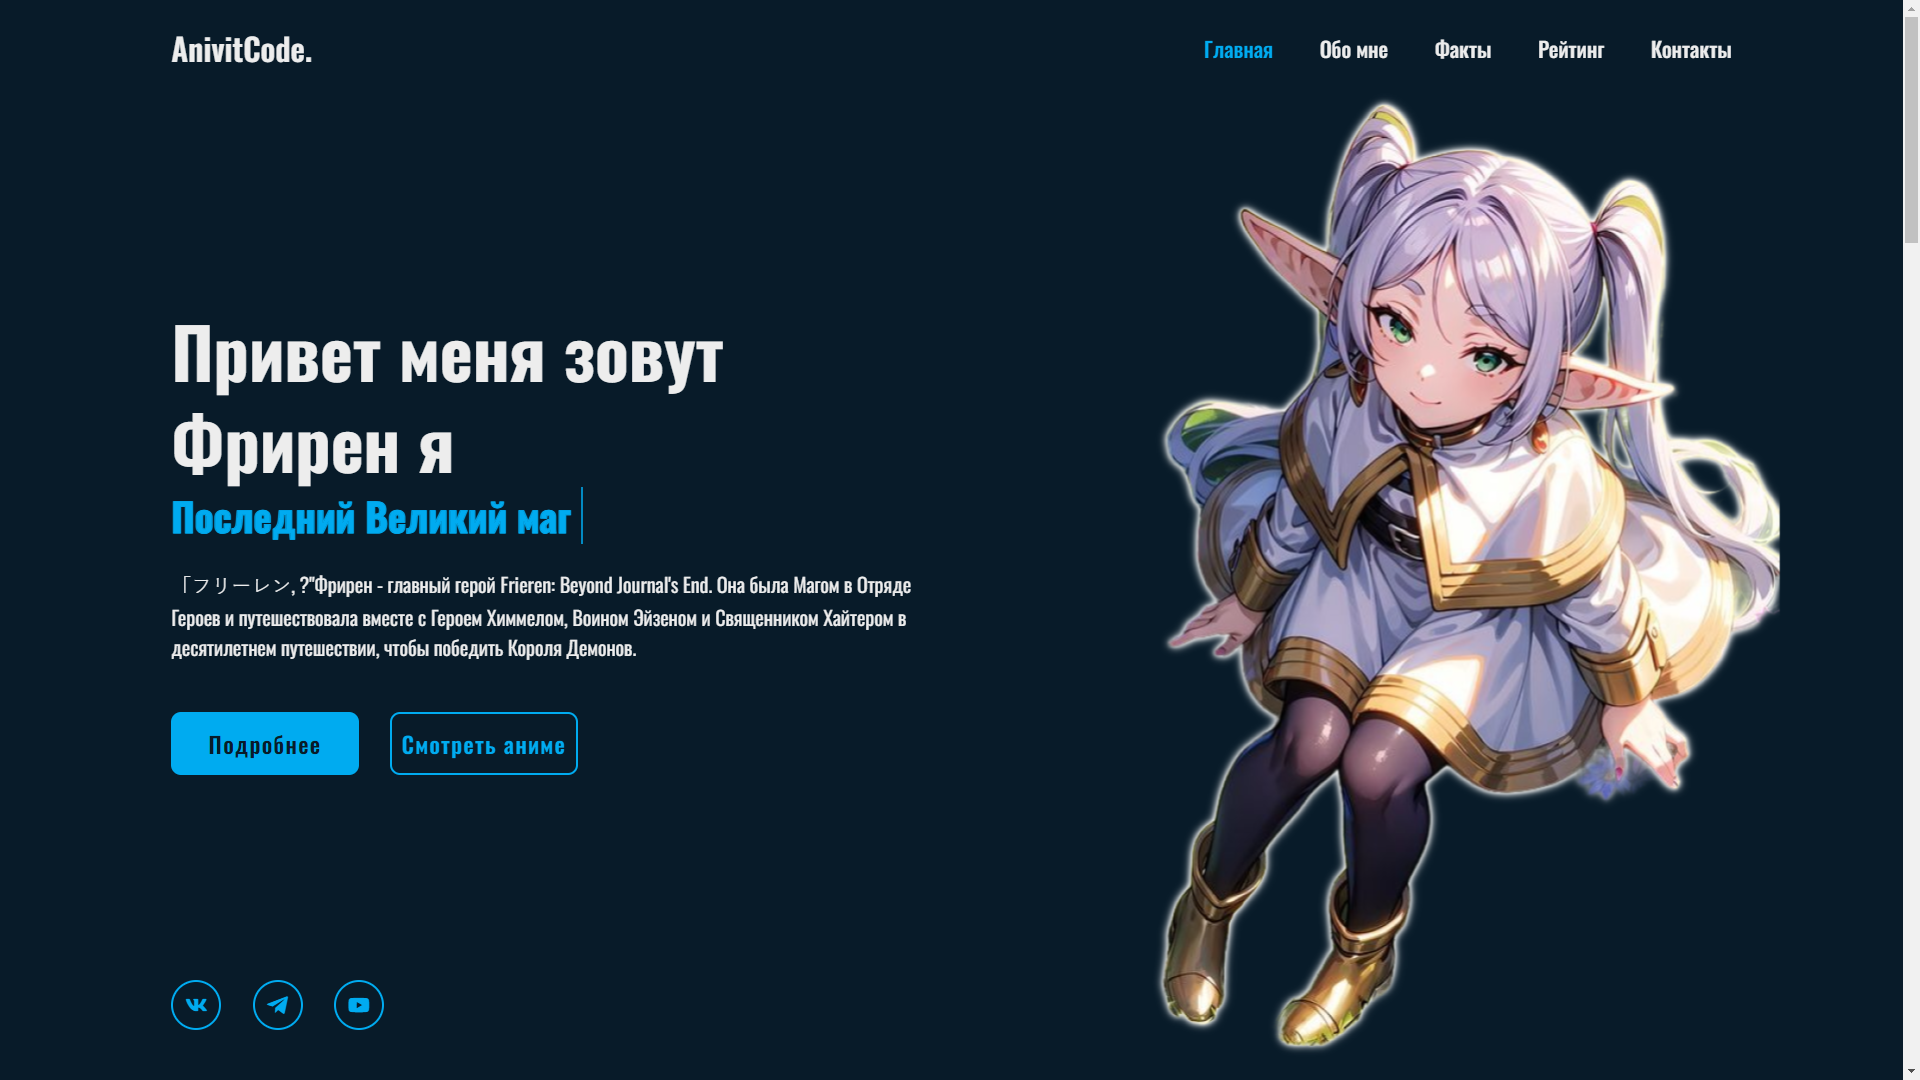 AnivitCode.
Главная
Обо мне
Факты
Рейтинг
Контакты
Привет меня зовут
Фрирен я
Последний Великий маг
「フリーレン, ?"Фрирен - главный герой Frieren: Beyond Journal's End. Она была Магом в Отряде
Героев и путешествовала вместе с Героем Химмелом, Воином Эйзеном и Священником Хайтером в
десятилетнем путешествии, чтобы победить Короля Демонов.
Подробнее
Смотреть аниме